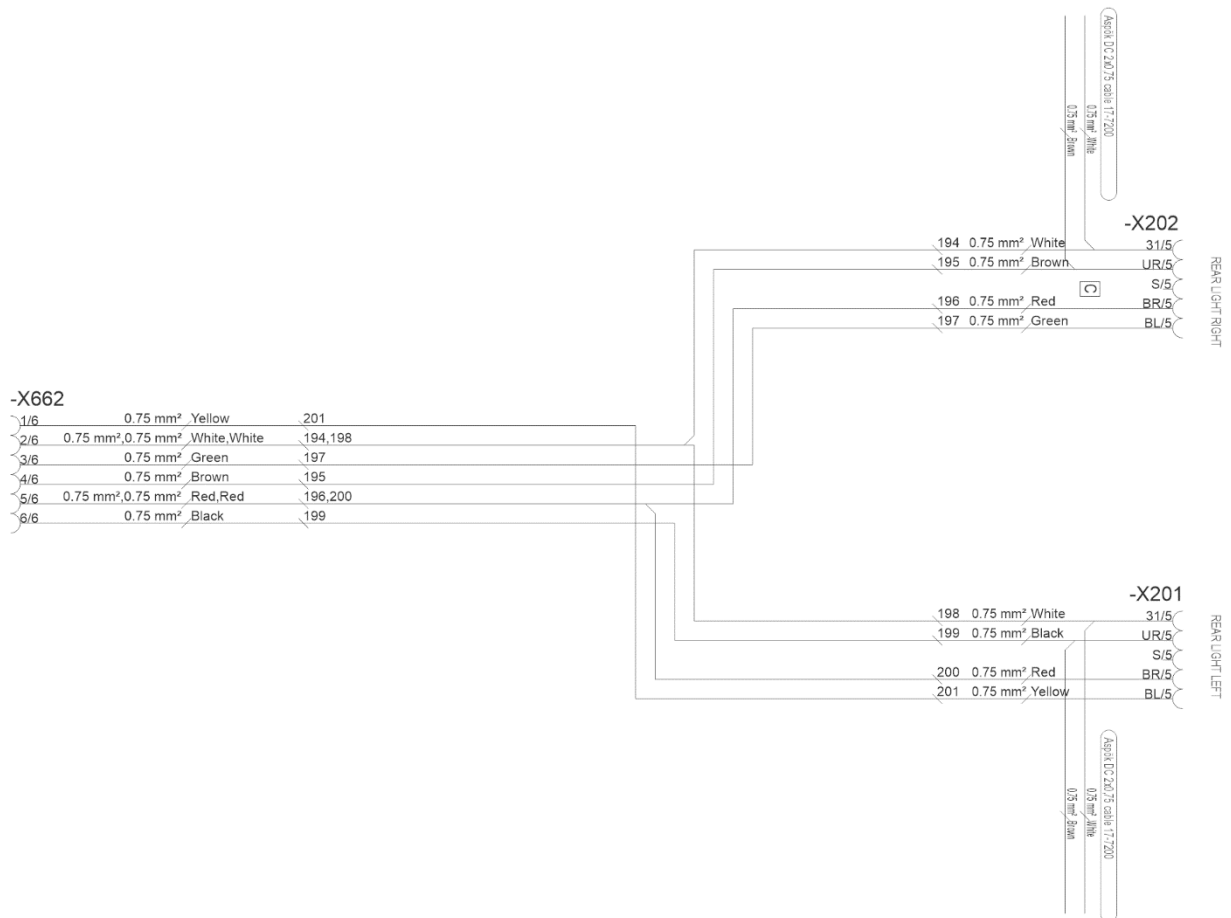 Aspök DC 2x0,75 cable 17-7200
0.75 mm² White
0.75 mm² Brown
-X202
194 0.75 mm² White 31/5
195 0.75 mm² Brown UR/5
S/5
C
196 0.75 mm² Red BR/5
197 0.75 mm² Green BL/5
REAR LIGHT RIGHT
-X662
1/6 0.75 mm² Yellow 201
2/6 0.75 mm²,0.75 mm² White,White 194,198
3/6 0.75 mm² Green 197
4/6 0.75 mm² Brown 195
5/6 0.75 mm²,0.75 mm² Red,Red 196,200
6/6 0.75 mm² Black 199
-X201
198 0.75 mm² White 31/5
199 0.75 mm² Black UR/5
S/5
200 0.75 mm² Red BR/5
201 0.75 mm² Yellow BL/5
REAR LIGHT LEFT
Aspök DC 2x0,75 cable 17-7200
0.75 mm² White
0.75 mm² Brown